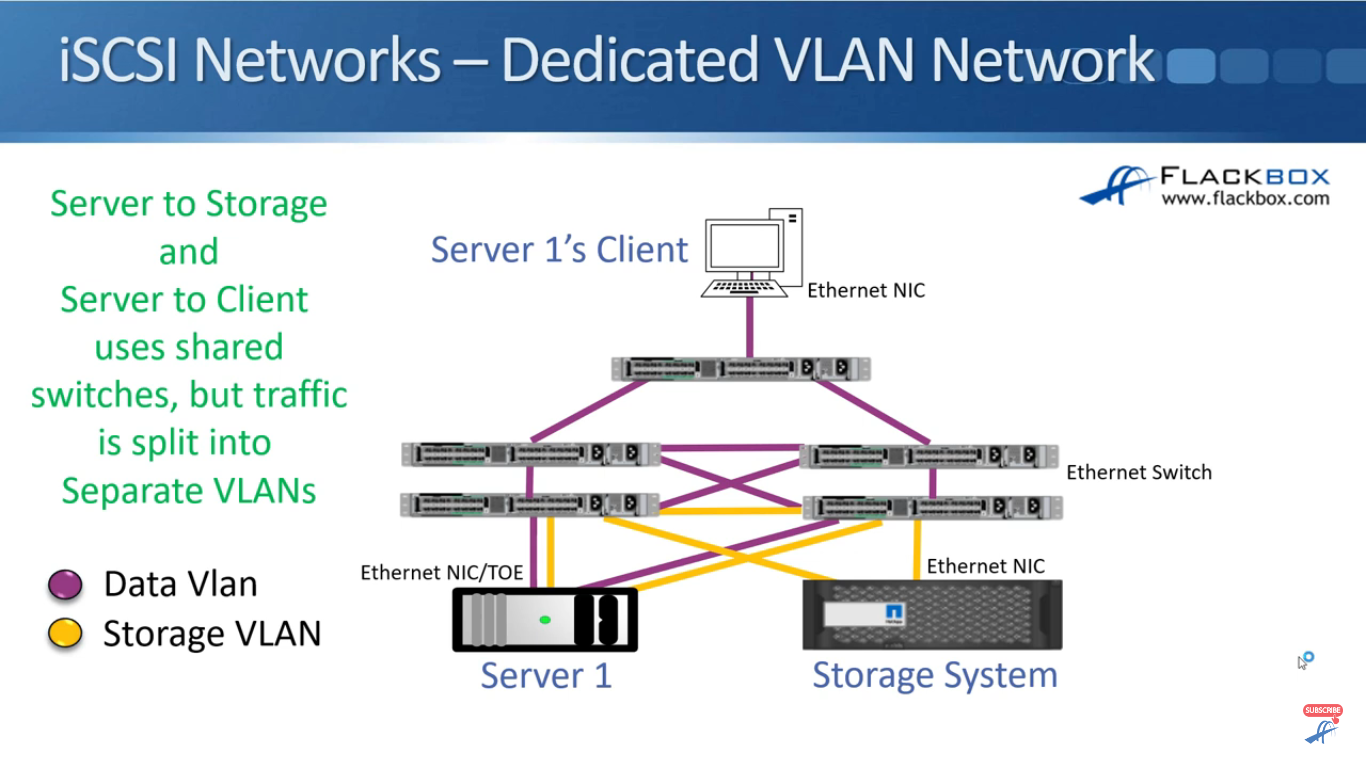 iSCSI Networks – Dedicated VLAN Network
FLACKBOX
www.flackbox.com
Server to Storage
and
Server to Client
uses shared
switches, but traffic
is split into
Separate VLANs
Server 1's Client
Ethernet NIC
Ethernet Switch
Ethernet NIC/TOE
Ethernet NIC
Data Vlan
Storage VLAN
Server 1
Storage System
SUBSCRIBE